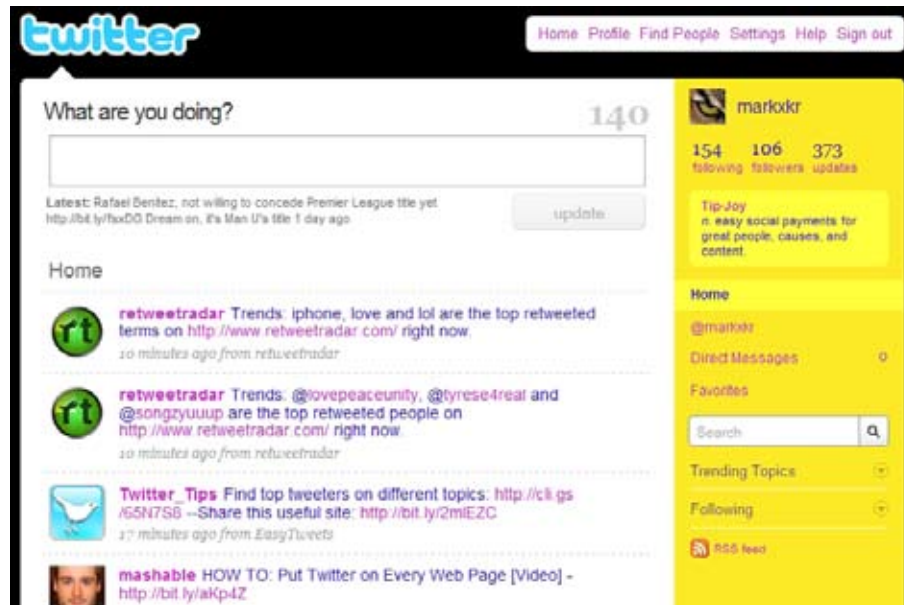 twitter
Home Profile Find People Settings Help Sign out
What are you doing?
140
Latest: Rafael Benitez, not willing to concede Premier League title yet
http://bit.ly/fsxDG Dream on, it's Man U's title 1 day ago
update
Home
rt
retweetradar Trends: iphone, love and lol are the top retweeted
terms on http://www.retweetradar.com/ right now.
10 minutes ago from retweetradar
rt
retweetradar Trends: @lovepeaceunity, @tyrese4real and
@songzyuuup are the top retweeted people on
http://www.retweetradar.com/ right now.
10 minutes ago from retweetradar
Twitter_Tips Find top tweeters on different topics: http://cli.gs
/65N7S8 --Share this useful site: http://bit.ly/2mlEZC
17 minutes ago from EasyTweets
mashable HOW TO: Put Twitter on Every Web Page [Video] -
http://bit.ly/aKp4Z
markxkr
154 106 373
following followers updates
Tip-Joy
n. easy social payments for
great people, causes, and
content.
Home
@markxkr
Direct Messages 0
Favorites
Search
Trending Topics
Following
RSS feed